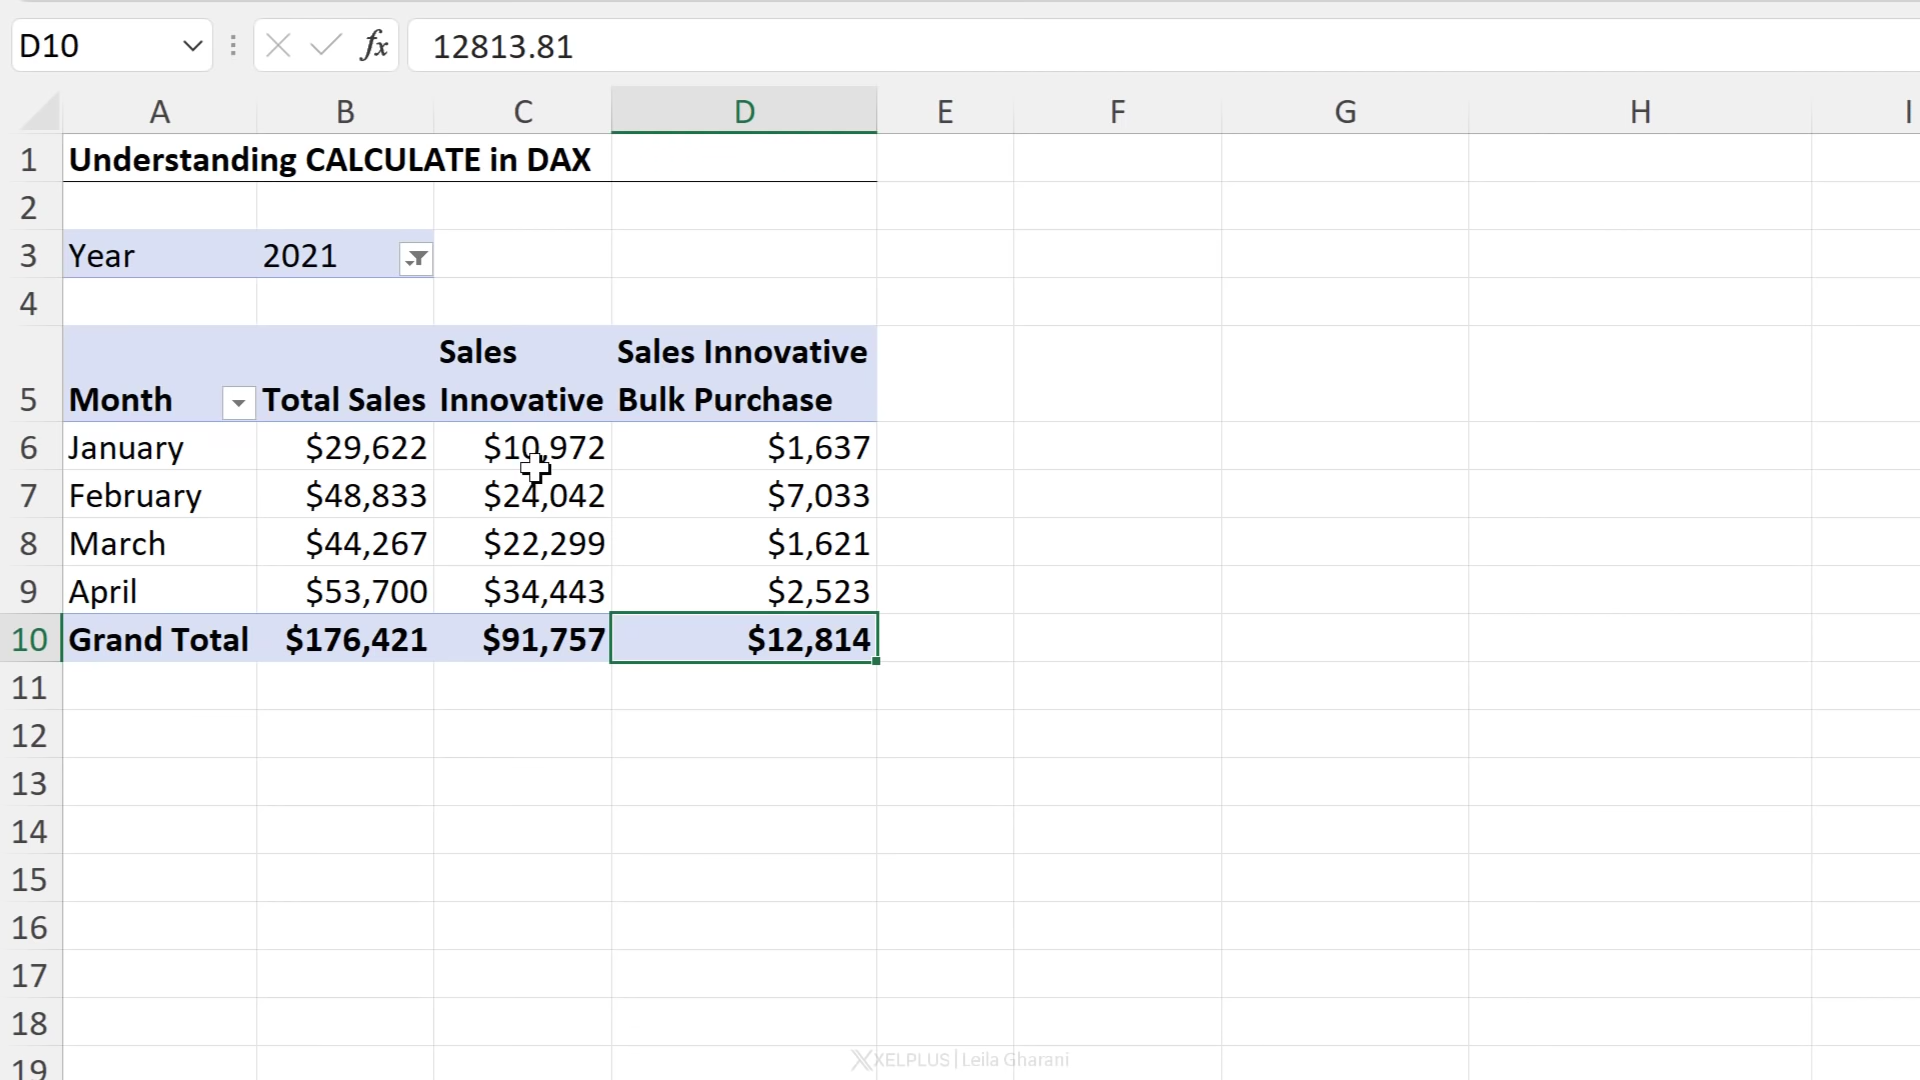 D10 fx 12813.81
A B C D E F G H I
1 Understanding CALCULATE in DAX
2
3 Year 2021
4
Sales Sales Innovative
5 Month Total Sales Innovative Bulk Purchase
6 January $29,622 $10,972 $1,637
7 February $48,833 $24,042 $7,033
8 March $44,267 $22,299 $1,621
9 April $53,700 $34,443 $2,523
10 Grand Total $176,421 $91,757 $12,814
11
12
13
14
15
16
17
18
19
XELPLUS | Leila Gharani